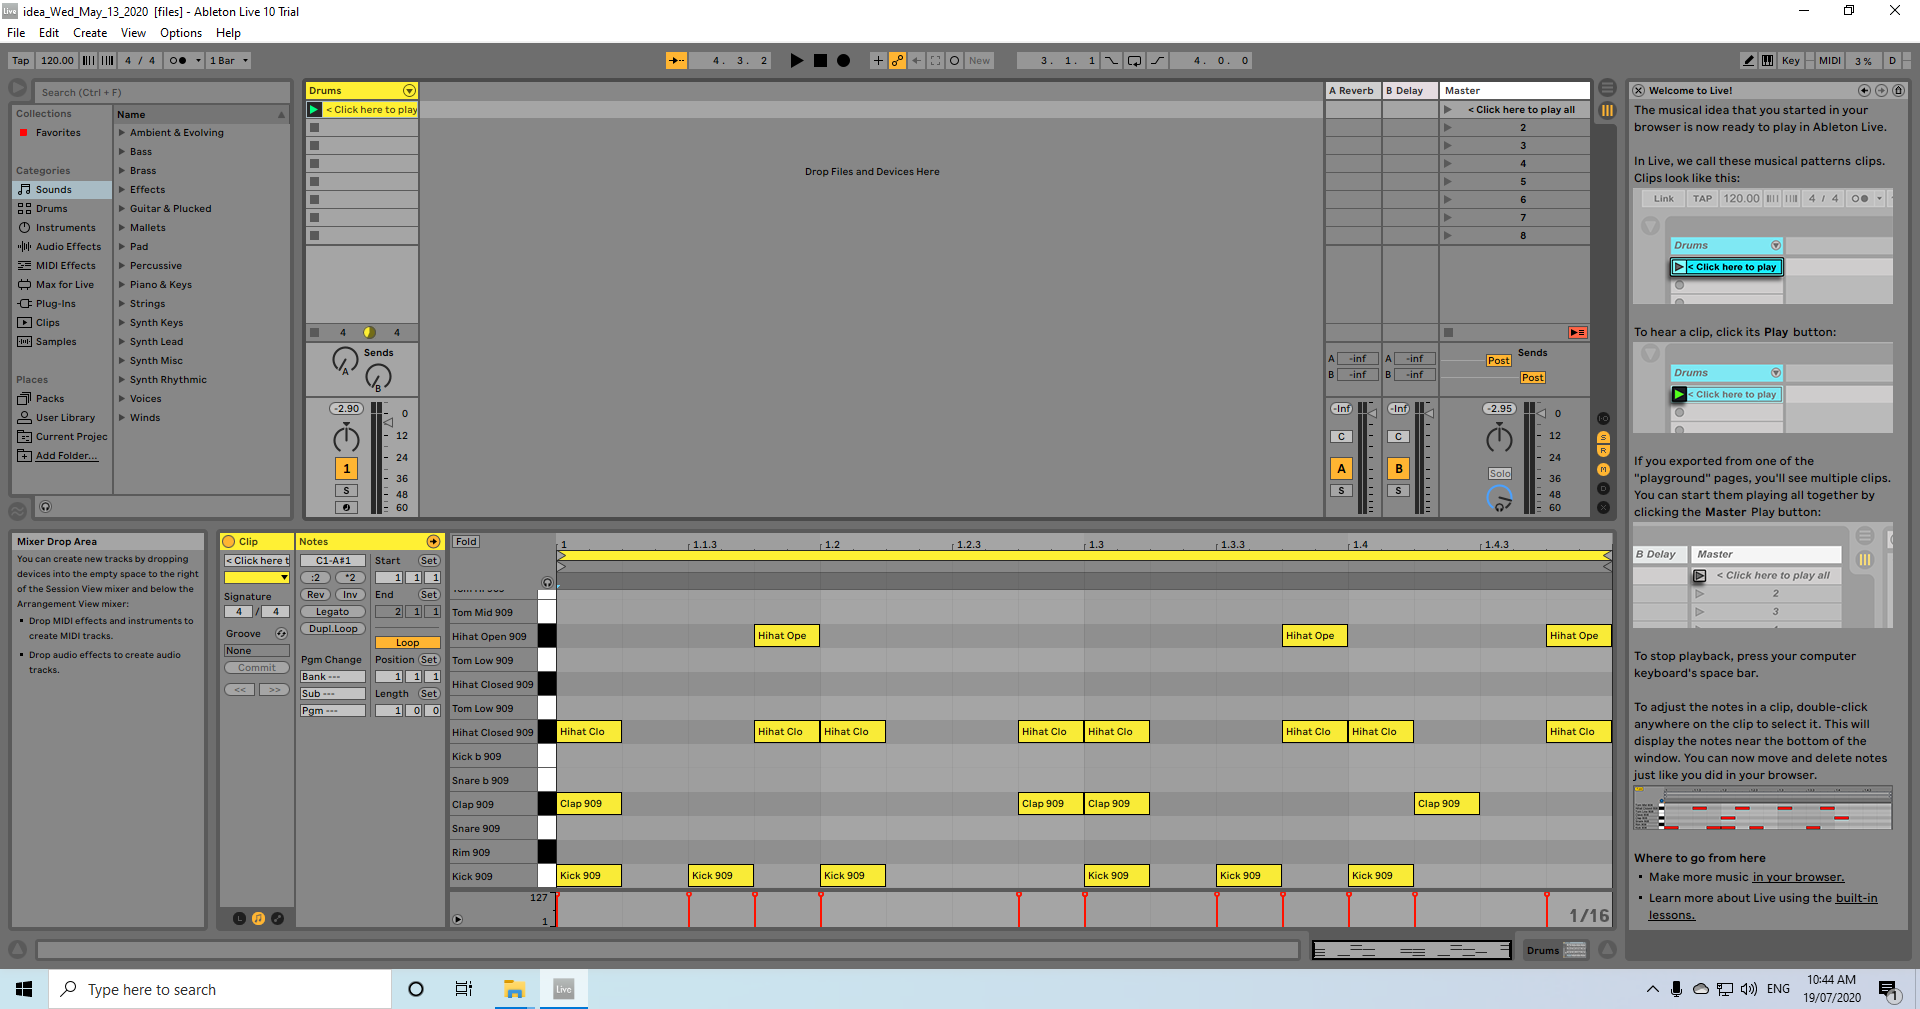 idea_Wed_May_13_2020 [files] - Ableton Live 10 Trial
File Edit Create View Options Help
Tap 120.00 4 / 4 1 Bar 4. 3. 2 New 3. 1. 1 4. 0. 0 Key MIDI 3 % D
Search (Ctrl + F)
Collections
Favorites
Categories
Sounds
Drums
Instruments
Audio Effects
MIDI Effects
Max for Live
Plug-Ins
Clips
Samples
Places
Packs
User Library
Current Projec
Add Folder...
Name
Ambient & Evolving
Bass
Brass
Effects
Guitar & Plucked
Mallets
Pad
Percussive
Piano & Keys
Strings
Synth Keys
Synth Lead
Synth Misc
Synth Rhythmic
Voices
Winds
Drums
< Click here to play
4 4
Sends
A
B
-2.90
0
12
24
36
48
60
1
S
Drop Files and Devices Here
A Reverb B Delay Master
< Click here to play all
2
3
4
5
6
7
8
Sends
A -inf A -inf Post
B -inf B -inf Post
-Inf -Inf -2.95 0
C C 12
24
Solo
A B 36
S S 48
60
S
R
M
D
X
Welcome to Live!
The musical idea that you started in your
browser is now ready to play in Ableton Live.
In Live, we call these musical patterns clips.
Clips look like this:
Link TAP 120.00 4 / 4
Drums
< Click here to play
To hear a clip, click its Play button:
Drums
< Click here to play
If you exported from one of the
"playground" pages, you'll see multiple clips.
You can start them playing all together by
clicking the Master Play button:
B Delay Master
< Click here to play all
2
3
To stop playback, press your computer
keyboard's space bar.
To adjust the notes in a clip, double-click
anywhere on the clip to select it. This will
display the notes near the bottom of the
window. You can now move and delete notes
just like you did in your browser.
Where to go from here
Make more music in your browser.
Learn more about Live using the built-in
lessons.
Mixer Drop Area
You can create new tracks by dropping
devices into the empty space to the right
of the Session View mixer and below the
Arrangement View mixer:
Drop MIDI effects and instruments to
create MIDI tracks.
Drop audio effects to create audio
tracks.
Clip
< Click here t
Signature
4 / 4
Groove
None
Commit
<< >>
Notes
C1-A#1
:2 *2
Rev Inv
Legato
Dupl.Loop
Pgm Change
Bank ---
Sub ---
Pgm ---
Start Set
1 1 1
End Set
2 1 1
Loop
Position Set
1 1 1
Length Set
1 0 0
Fold
1 1.1.3 1.2 1.2.3 1.3 1.3.3 1.4 1.4.3
Tom Mid 909
Hihat Open 909 Hihat Ope Hihat Ope Hihat Ope
Tom Low 909
Hihat Closed 909
Tom Low 909
Hihat Closed 909 Hihat Clo Hihat Clo Hihat Clo Hihat Clo Hihat Clo Hihat Clo Hihat Clo Hihat Clo
Kick b 909
Snare b 909
Clap 909 Clap 909 Clap 909 Clap 909 Clap 909
Snare 909
Rim 909
Kick 909 Kick 909 Kick 909 Kick 909 Kick 909 Kick 909 Kick 909
127
1
1/16
Drums
Type here to search
Live
ENG
10:44 AM
19/07/2020
1